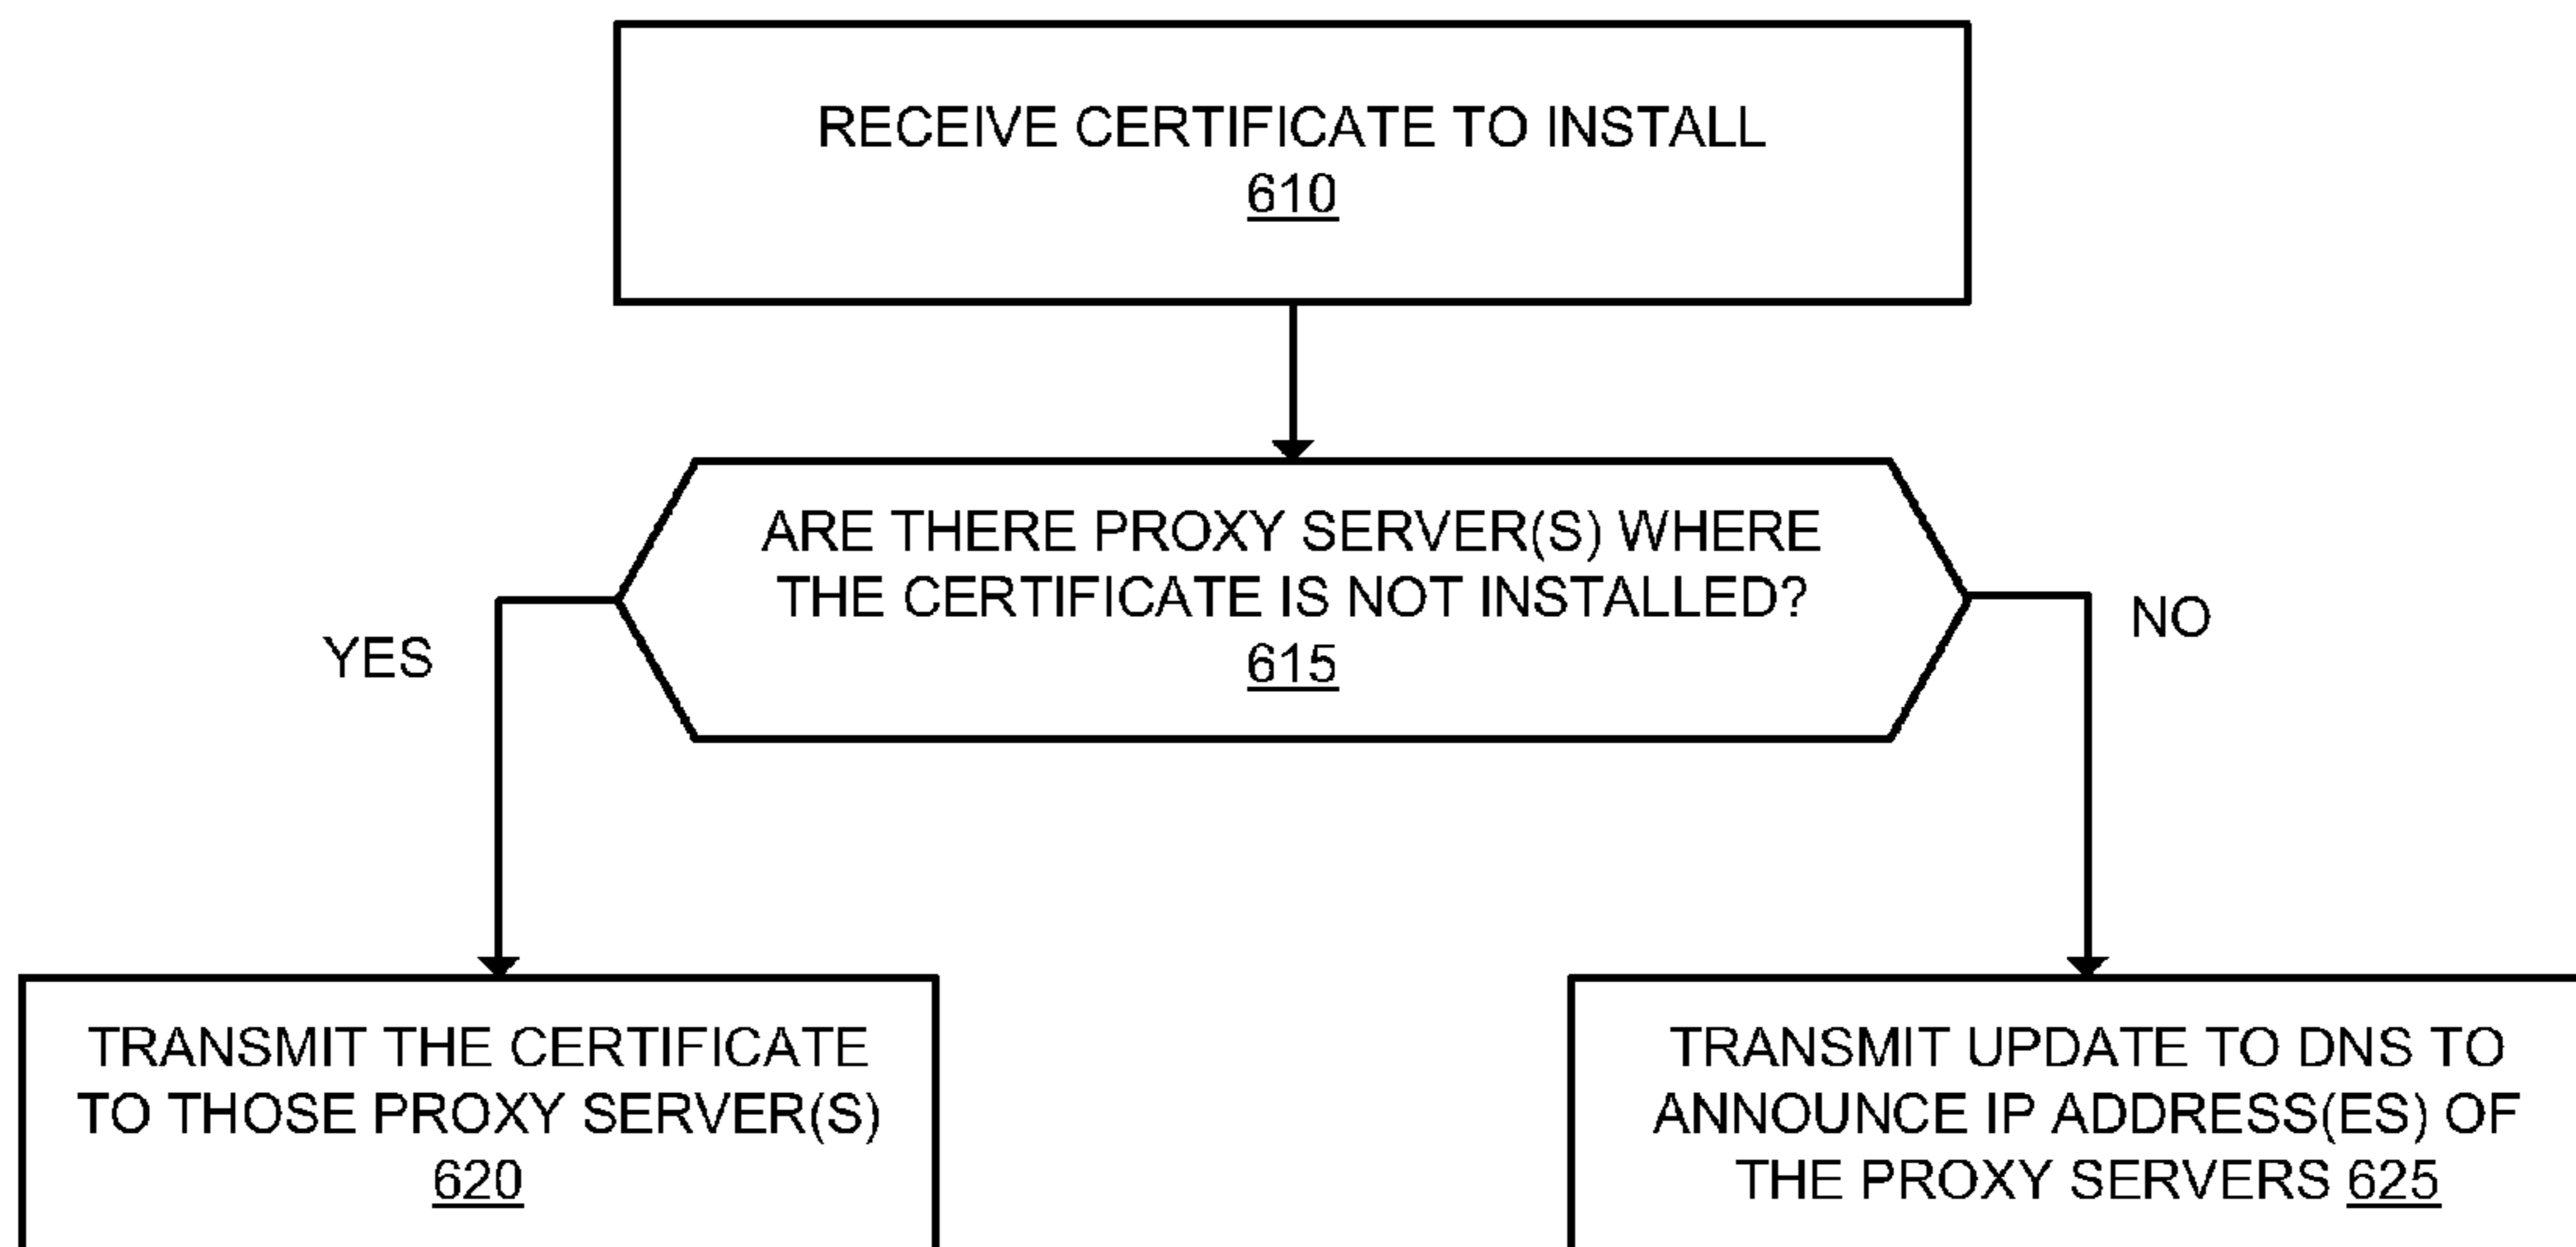 RECEIVE CERTIFICATE TO INSTALL
610
ARE THERE PROXY SERVER(S) WHERE
THE CERTIFICATE IS NOT INSTALLED?
615
YES
NO
TRANSMIT THE CERTIFICATE
TO THOSE PROXY SERVER(S)
620
TRANSMIT UPDATE TO DNS TO
ANNOUNCE IP ADDRESS(ES) OF
THE PROXY SERVERS 625